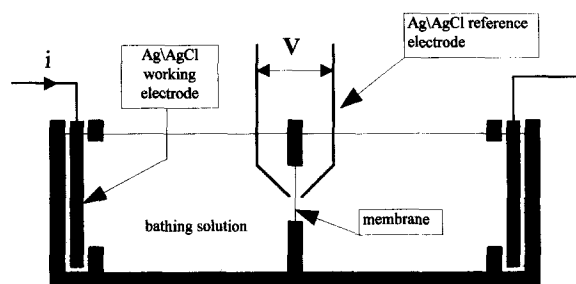 Ag\AgCl
working
electrode
i
V
Ag\AgCl reference
electrode
bathing solution
membrane